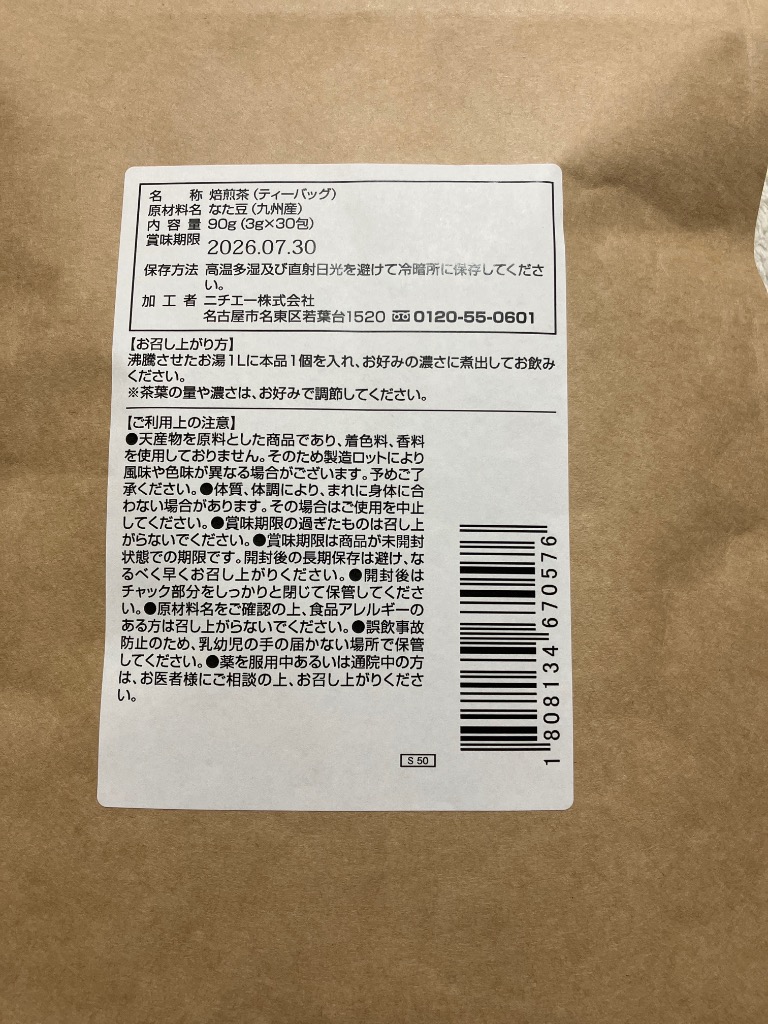 名 称 焙煎茶(ティーバッグ)
原材料名 なた豆(九州産)
内容量 90g(3g×30包)
賞味期限 2026.07.30
保存方法 高温多湿及び直射日光を避けて冷暗所に保存してくださ
い。
加工者 ニチエー株式会社
名古屋市名東区若葉台1520 0120-55-0601
【お召し上がり方】
沸騰させたお湯1Lに本品1個を入れ、お好みの濃さに煮出してお飲み
ください。
※茶葉の量や濃さは、お好みで調節してください。
【ご利用上の注意】
●天産物を原料とした商品であり、着色料、香料
を使用しておりません。そのため製造ロットにより
風味や色味が異なる場合がございます。予めご了
承ください。●体質、体調により、まれに身体に合
わない場合があります。その場合はご使用を中止
してください。●賞味期限の過ぎたものは召し上
がらないでください。●賞味期限は商品が未開封
状態での期限です。開封後の長期保存は避け、な
るべく早くお召し上がりください。●開封後は
チャック部分をしっかりと閉じて保管してくださ
い。●原材料名をご確認の上、食品アレルギーの
ある方は召し上がらないでください。●誤飲事故
防止のため、乳幼児の手の届かない場所で保管
してください。●薬を服用中あるいは通院中の方
は、お医者様にご相談の上、お召し上がりくださ
い。
S 50
1 808134 670576